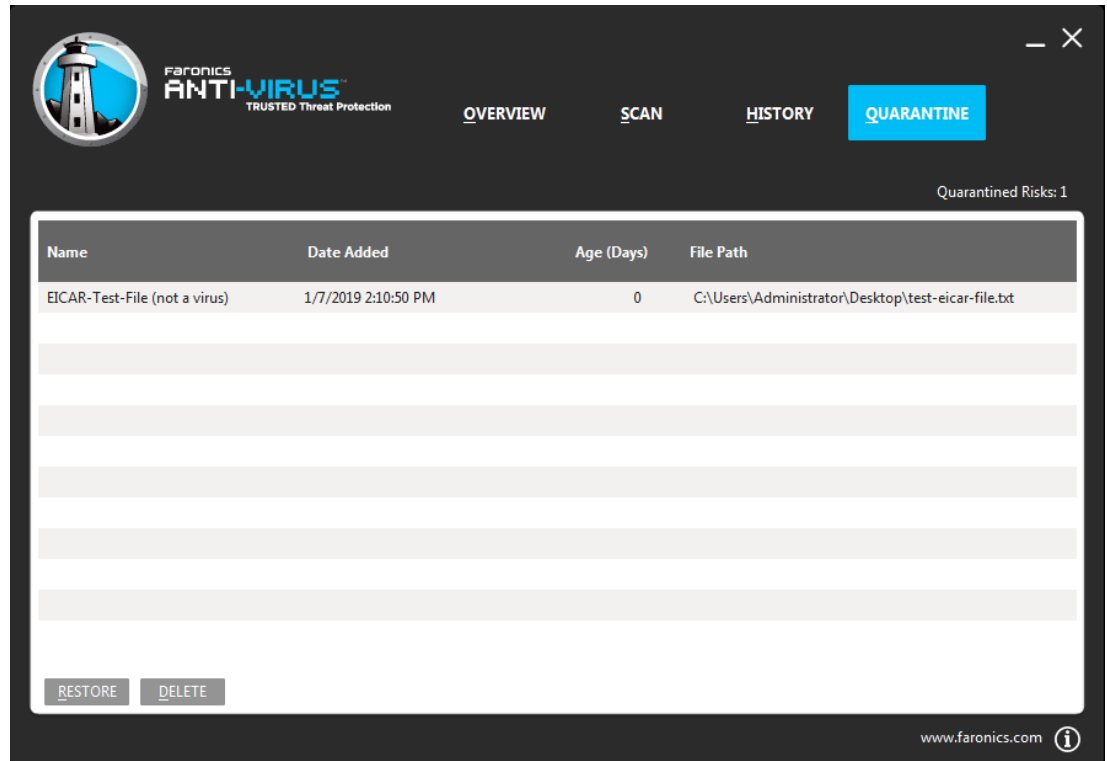 Faronics
ANTI-VIRUS™
TRUSTED Threat Protection
OVERVIEW SCAN HISTORY QUARANTINE
Quarantined Risks: 1
Name Date Added Age (Days) File Path
EICAR-Test-File (not a virus) 1/7/2019 2:10:50 PM 0 C:\Users\Administrator\Desktop\test-eicar-file.txt
RESTORE DELETE
www.faronics.com